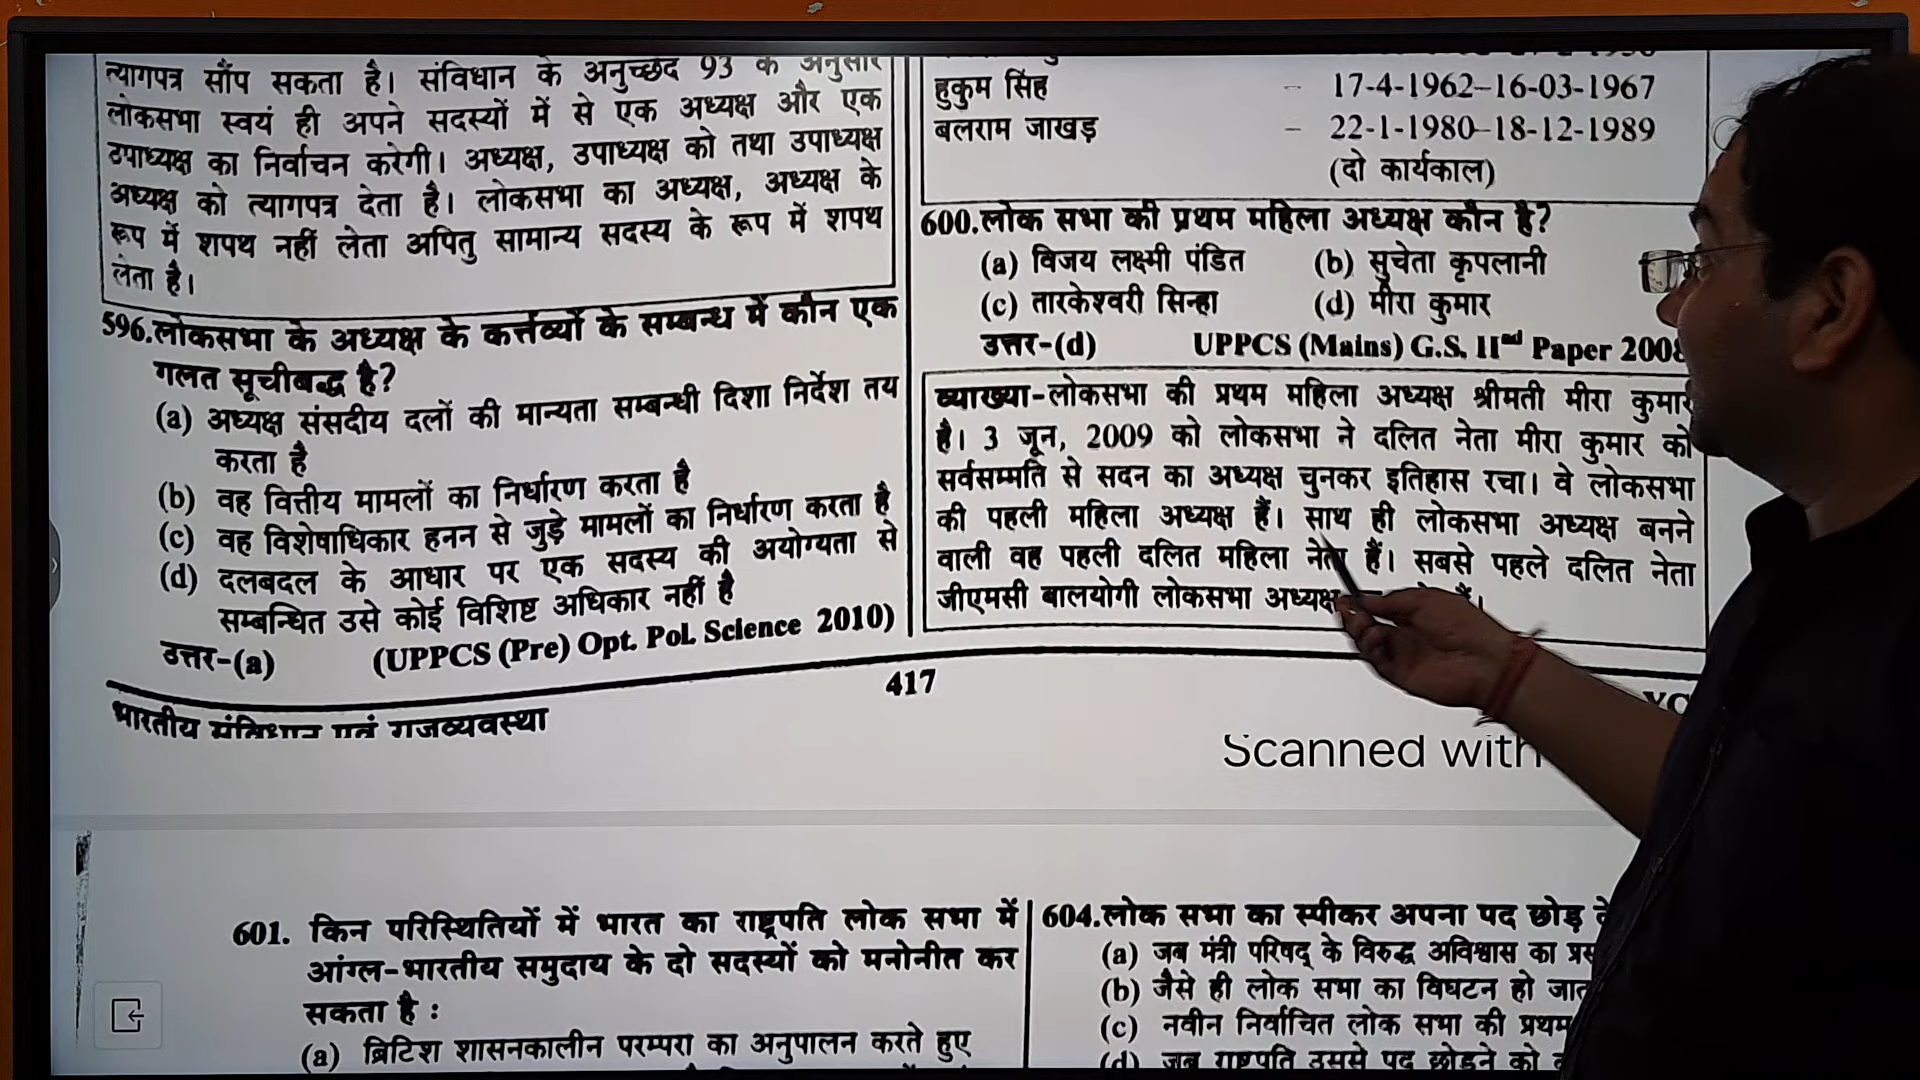 त्यागपत्र सौंप सकता है। संविधान के अनुच्छेद 93 के अनुसार
लोकसभा स्वयं ही अपने सदस्यों में से एक अध्यक्ष और एक
उपाध्यक्ष का निर्वाचन करेगी। अध्यक्ष, उपाध्यक्ष को तथा उपाध्यक्ष
अध्यक्ष को त्यागपत्र देता है। लोकसभा का अध्यक्ष, अध्यक्ष के
रूप में शपथ नहीं लेता अपितु सामान्य सदस्य के रूप में शपथ
लेता है।
596.लोकसभा के अध्यक्ष के कर्त्तव्यों के सम्बन्ध में कौन एक
गलत सूचीबद्ध है?
(a) अध्यक्ष संसदीय दलों की मान्यता सम्बन्धी दिशा निर्देश तय
करता है
(b) वह वित्तीय मामलों का निर्धारण करता है
(c) वह विशेषाधिकार हनन से जुड़े मामलों का निर्धारण करता है
(d) दलबदल के आधार पर एक सदस्य की अयोग्यता से
सम्बन्धित उसे कोई विशिष्ट अधिकार नहीं है
उत्तर-(a) (UPPCS (Pre) Opt. Pol. Science 2010)
हुकुम सिंह – 17-4-1962–16-03-1967
बलराम जाखड़ – 22-1-1980–18-12-1989
(दो कार्यकाल)
600.लोक सभा की प्रथम महिला अध्यक्ष कौन है?
(a) विजय लक्ष्मी पंडित (b) सुचेता कृपलानी
(c) तारकेश्वरी सिन्हा (d) मीरा कुमार
उत्तर-(d) UPPCS (Mains) G.S. IInd Paper 2008
व्याख्या-लोकसभा की प्रथम महिला अध्यक्ष श्रीमती मीरा कुमार
है। 3 जून, 2009 को लोकसभा ने दलित नेता मीरा कुमार को
सर्वसम्मति से सदन का अध्यक्ष चुनकर इतिहास रचा। वे लोकसभा
की पहली महिला अध्यक्ष हैं। साथ ही लोकसभा अध्यक्ष बनने
वाली वह पहली दलित महिला नेता हैं। सबसे पहले दलित नेता
जीएमसी बालयोगी लोकसभा अध्यक्ष
417
भारतीय संविधान एवं राजव्यवस्था
Scanned with
601. किन परिस्थितियों में भारत का राष्ट्रपति लोक सभा में
आंग्ल-भारतीय समुदाय के दो सदस्यों को मनोनीत कर
सकता है :
(a) ब्रिटिश शासनकालीन परम्परा का अनुपालन करते हुए
604.लोक सभा का स्पीकर अपना पद छोड़
(a) जब मंत्री परिषद् के विरुद्ध अविश्वास का
(b) जैसे ही लोक सभा का विघटन हो
(c) नवीन निर्वाचित लोक सभा की प्रथम
(d) जब राष्ट्रपति उससे पद छोड़ने को